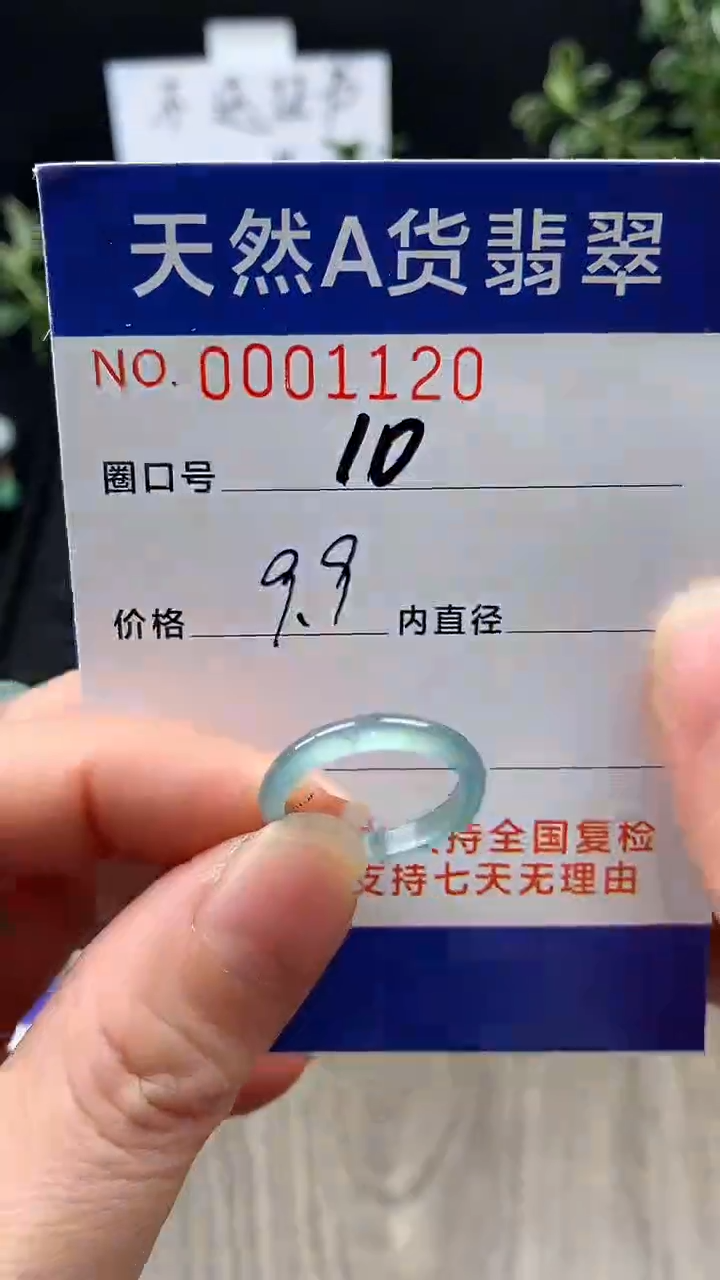 天然A货翡翠
NO. 0001120
圈口号 10
价格 9.9 内直径
持全国复检
支持七天无理由